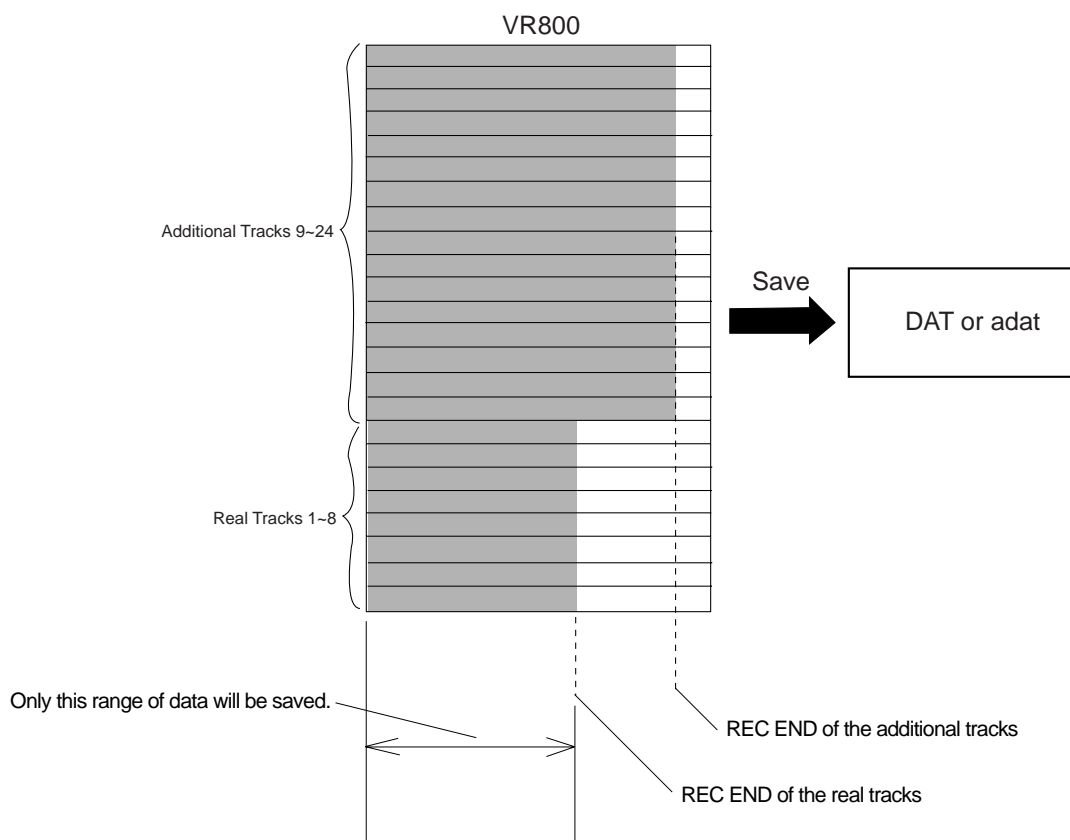 VR800
Additional Tracks 9~24
Save
DAT or adat
Real Tracks 1~8
Only this range of data will be saved.
REC END of the additional tracks
REC END of the real tracks